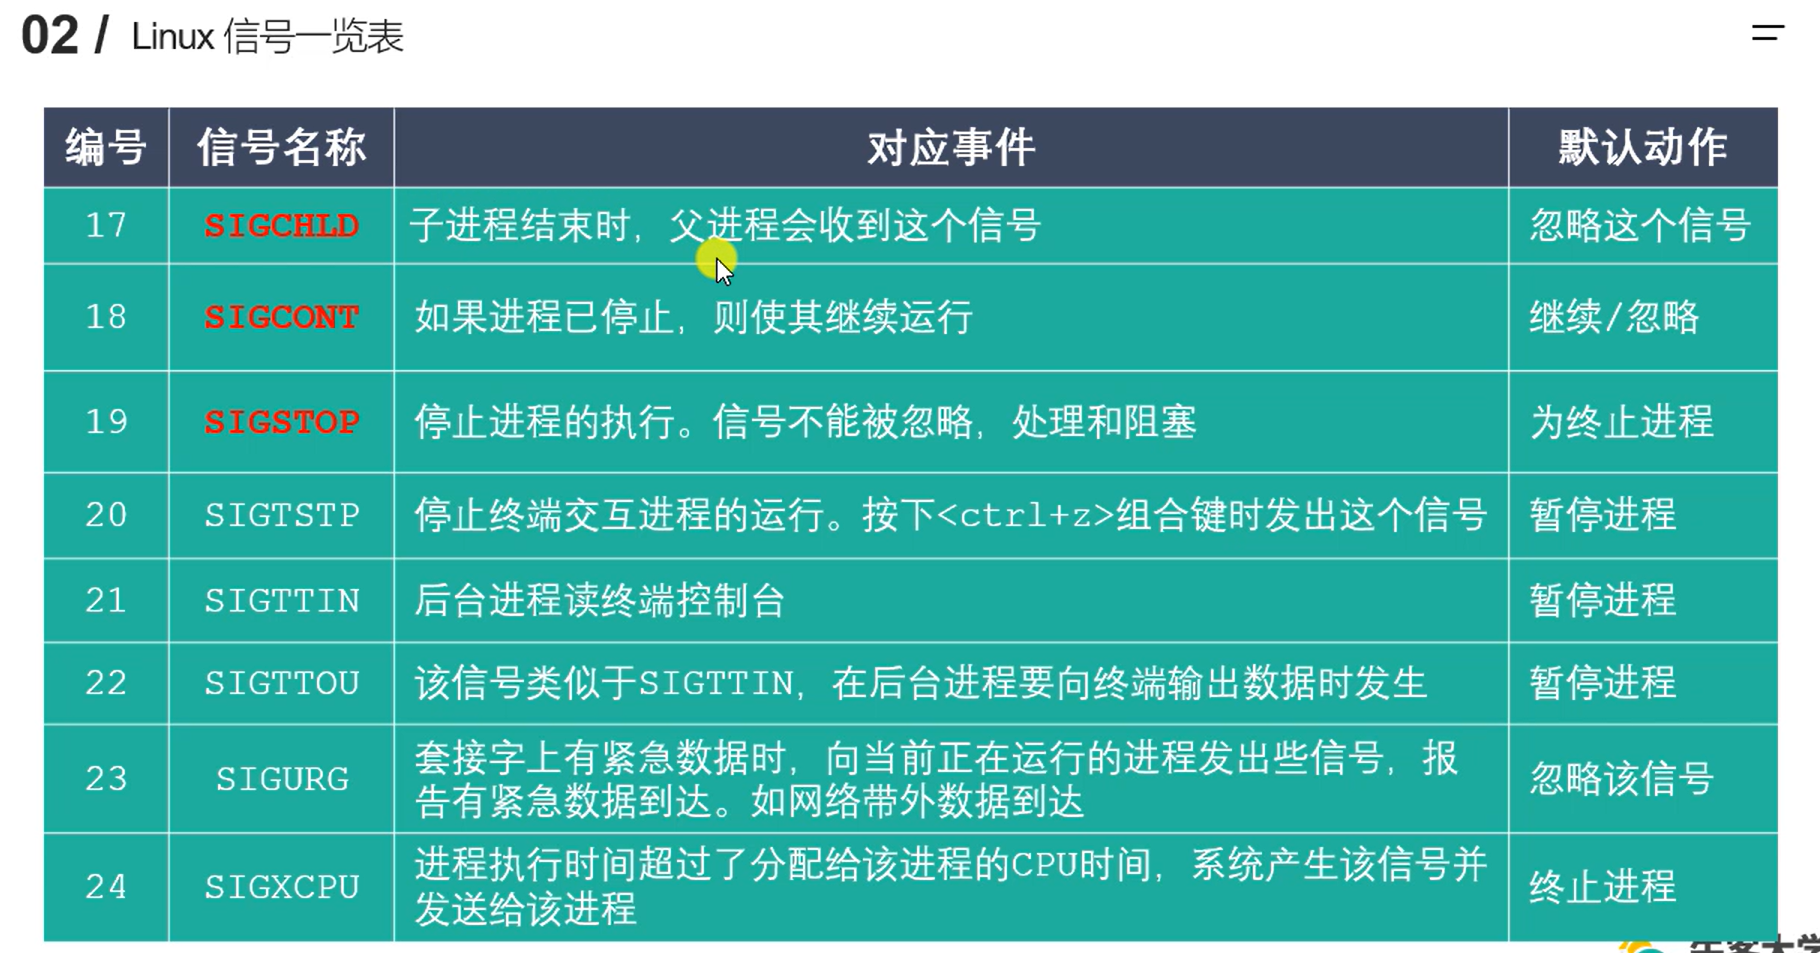 02 / Linux 信号一览表
编号 信号名称 对应事件 默认动作
17 SIGCHLD 子进程结束时，父进程会收到这个信号 忽略这个信号
18 SIGCONT 如果进程已停止，则使其继续运行 继续/忽略
19 SIGSTOP 停止进程的执行。信号不能被忽略，处理和阻塞 为终止进程
20 SIGTSTP 停止终端交互进程的运行。按下<ctrl+z>组合键时发出这个信号 暂停进程
21 SIGTTIN 后台进程读终端控制台 暂停进程
22 SIGTTOU 该信号类似于SIGTTIN，在后台进程要向终端输出数据时发生 暂停进程
23 SIGURG 套接字上有紧急数据时，向当前正在运行的进程发出些信号，报
告有紧急数据到达。如网络带外数据到达 忽略该信号
24 SIGXCPU 进程执行时间超过了分配给该进程的CPU时间，系统产生该信号并
发送给该进程 终止进程